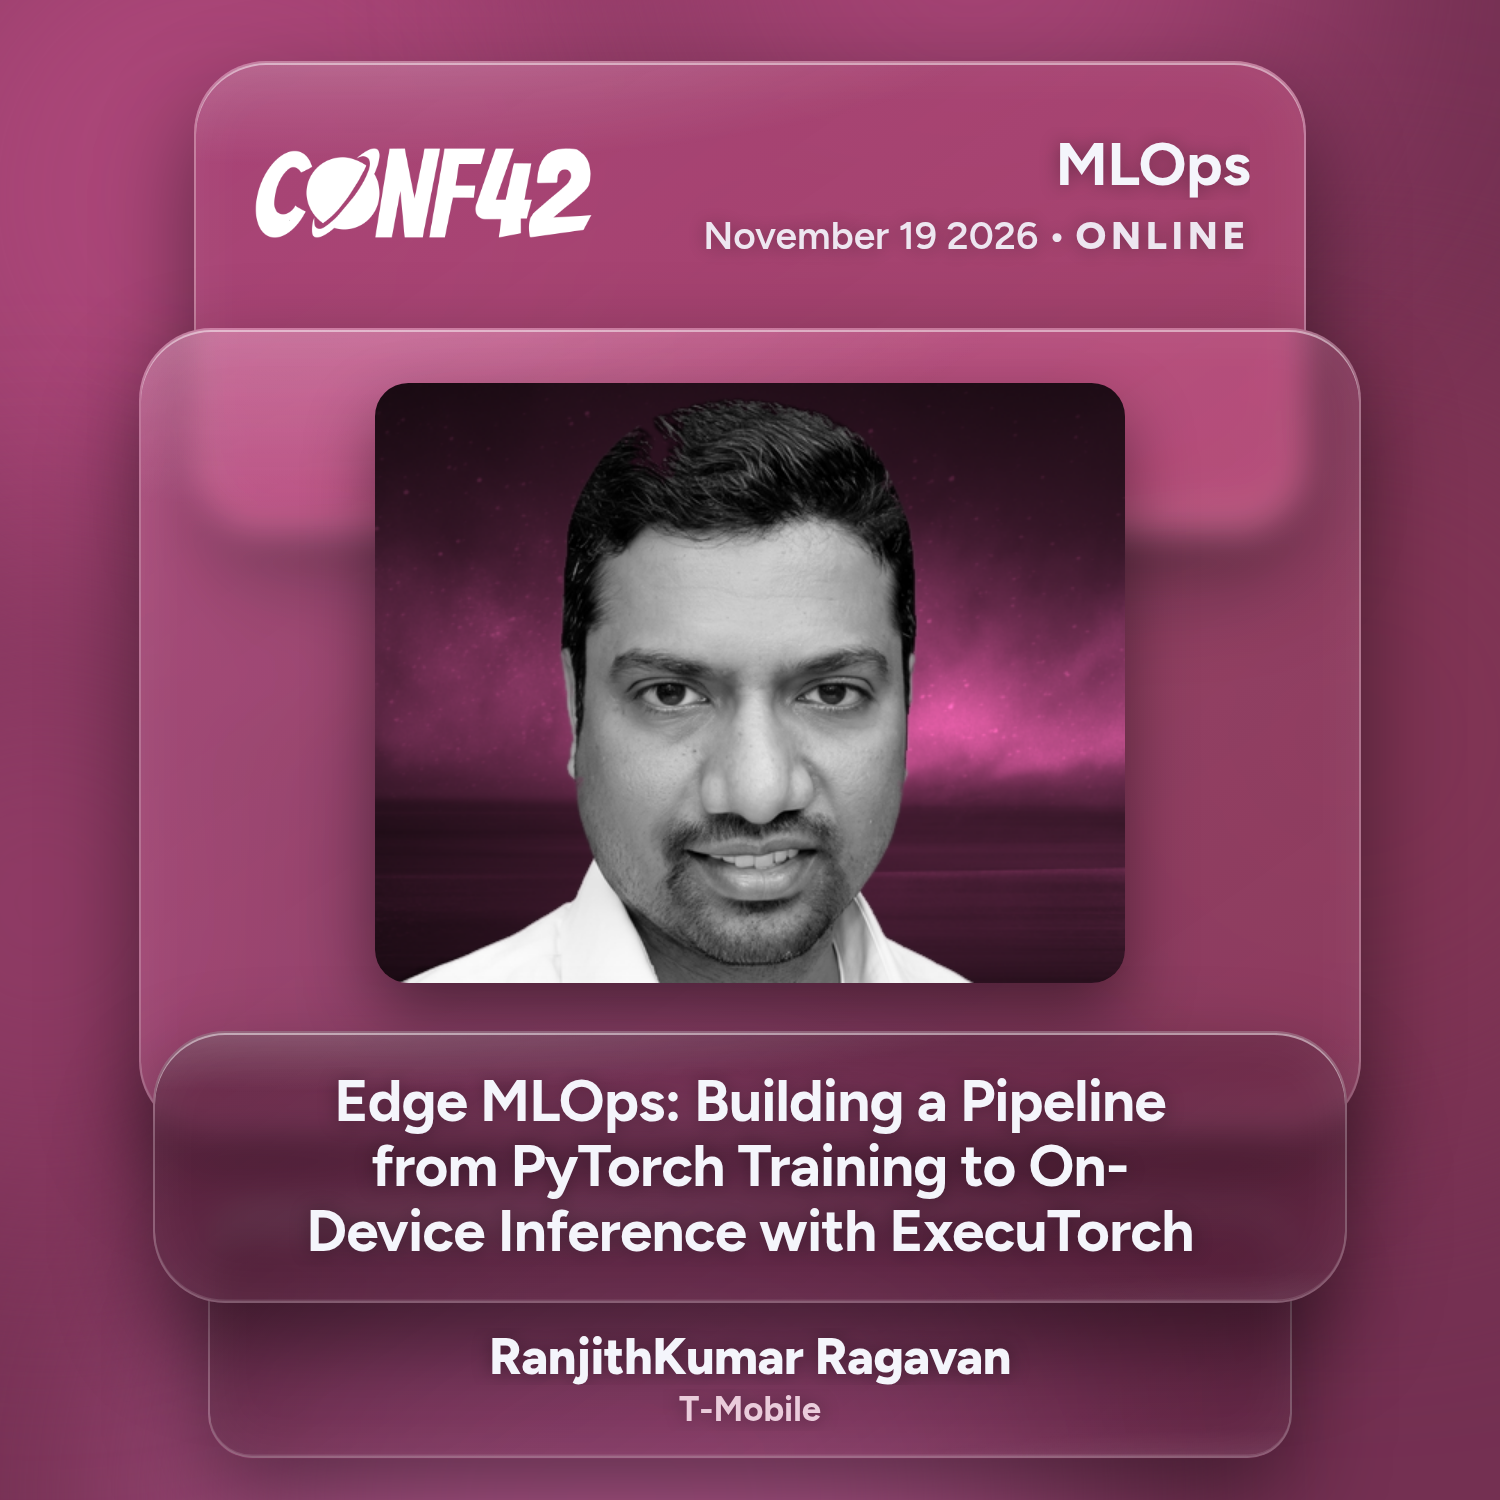 CONF42
MLOps
November 19 2026 • ONLINE
Edge MLOps: Building a Pipeline
from PyTorch Training to On-
Device Inference with ExecuTorch
RanjithKumar Ragavan
T-Mobile